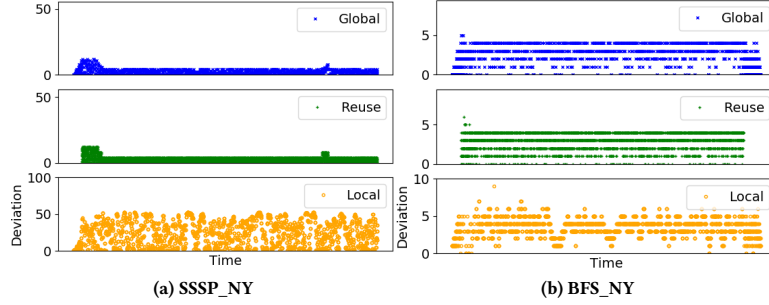 50
Global
0
50
Reuse
0
100
Local
50
0
Deviation
Time
(a) SSSP_NY
Global
5
0
Reuse
5
0
10
Local
5
0
Deviation
Time
(b) BFS_NY